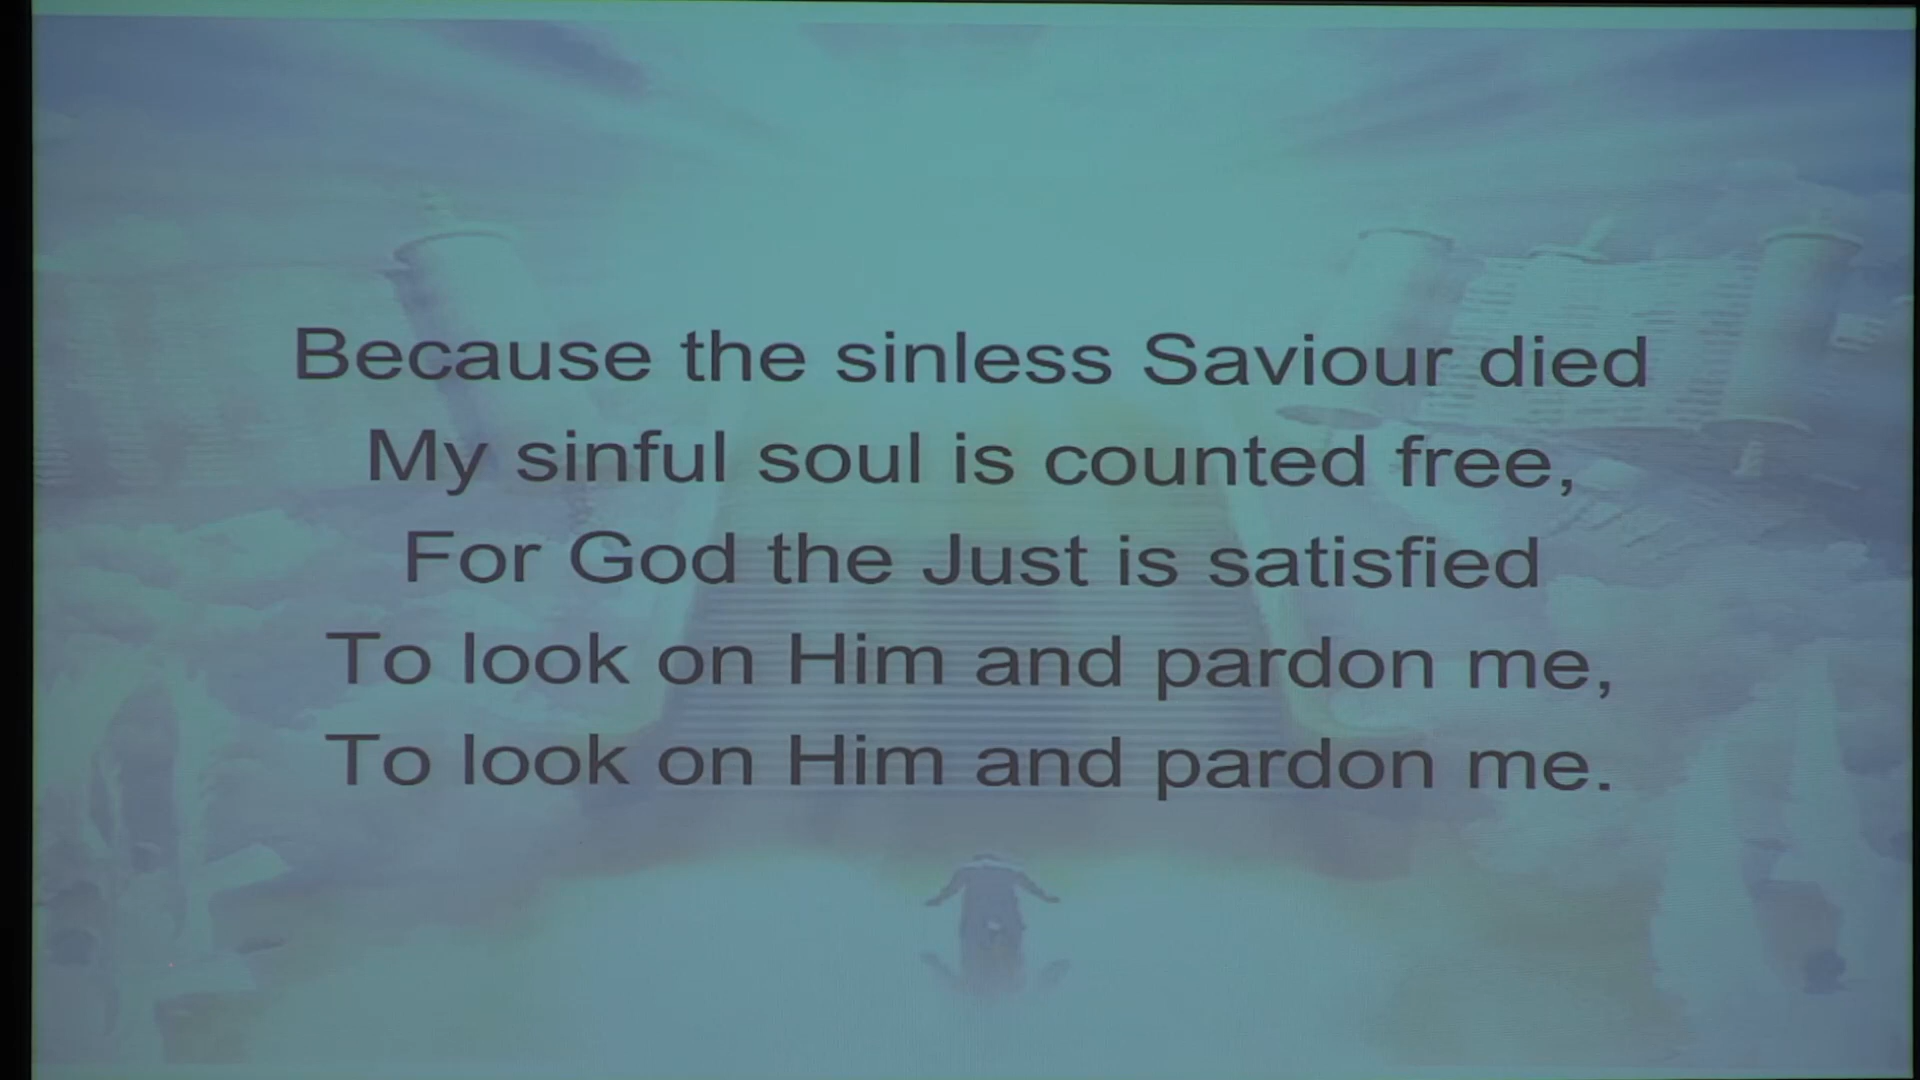 Because the sinless Saviour died
My sinful soul is counted free,
For God the Just is satisfied
To look on Him and pardon me,
To look on Him and pardon me.